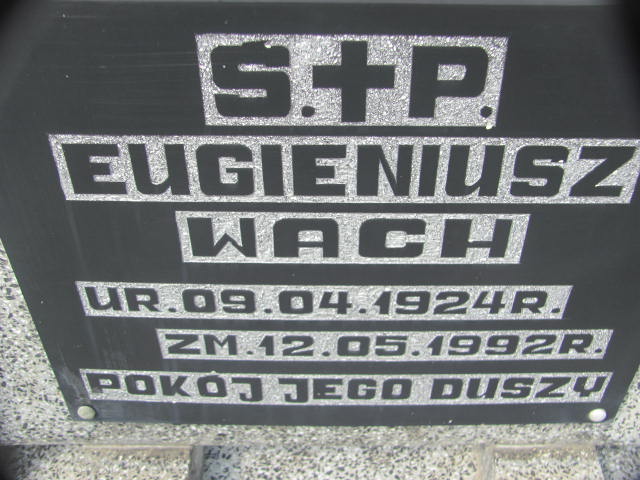 S.✝P.
EUGIENIUSZ
WACH
UR.09.04.1924R.
ZM.12.05.1992R.
POKÓJ JEGO DUSZY